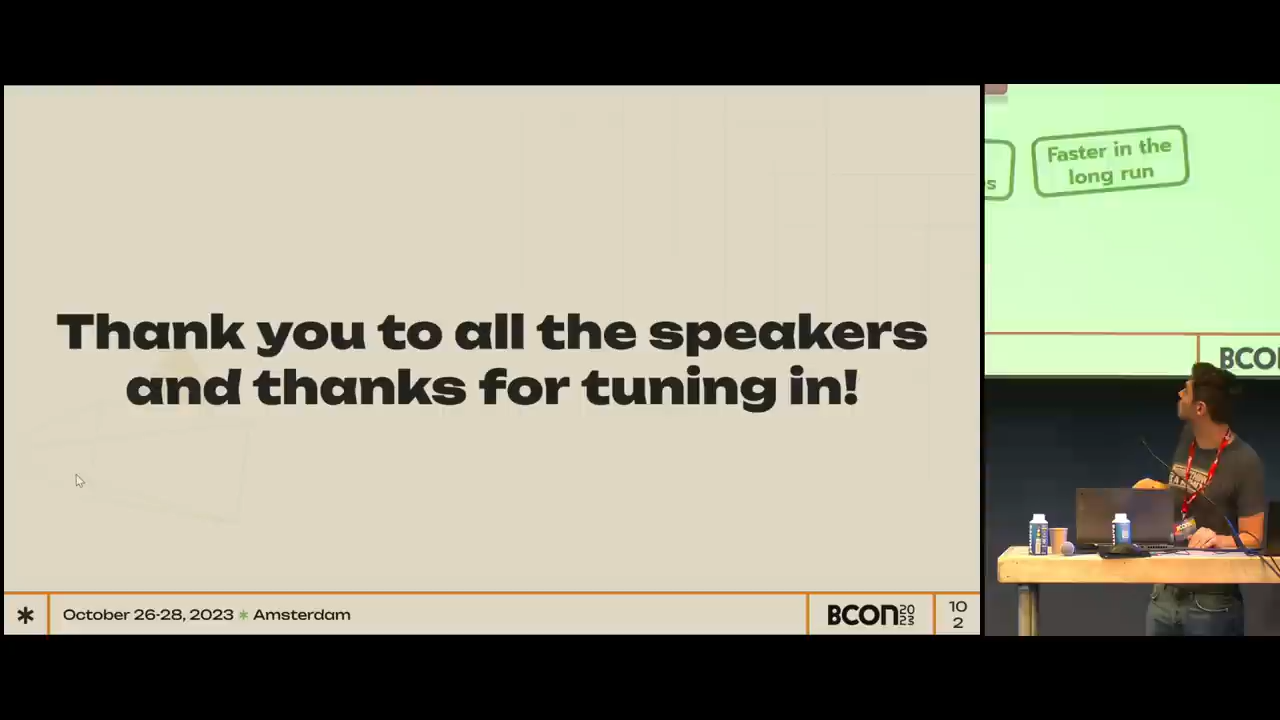 Thank you to all the speakers
and thanks for tuning in!
October 26-28, 2023 * Amsterdam
BCON 2023
10
2
s
Faster in the
long run